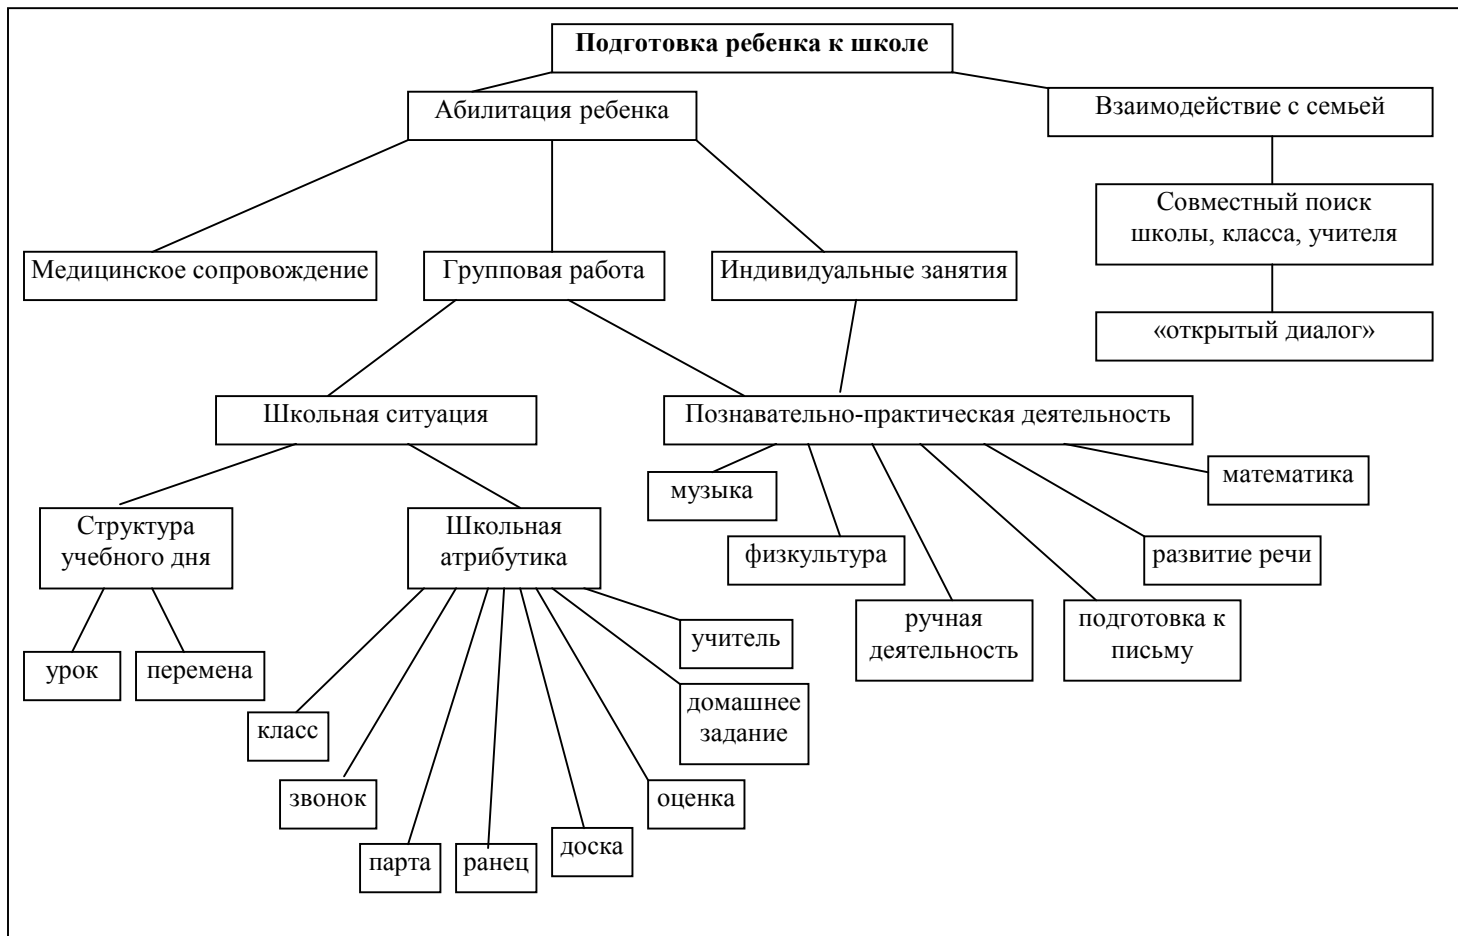 Подготовка ребенка к школе
Абилитация ребенка
Взаимодействие с семьей
Совместный поиск
школы, класса, учителя
«открытый диалог»
Медицинское сопровождение
Групповая работа
Индивидуальные занятия
Школьная ситуация
Познавательно-практическая деятельность
Структура
учебного дня
Школьная
атрибутика
урок
перемена
класс
звонок
парта
ранец
доска
оценка
домашнее
задание
учитель
музыка
физкультура
ручная
деятельность
подготовка к
письму
развитие речи
математика